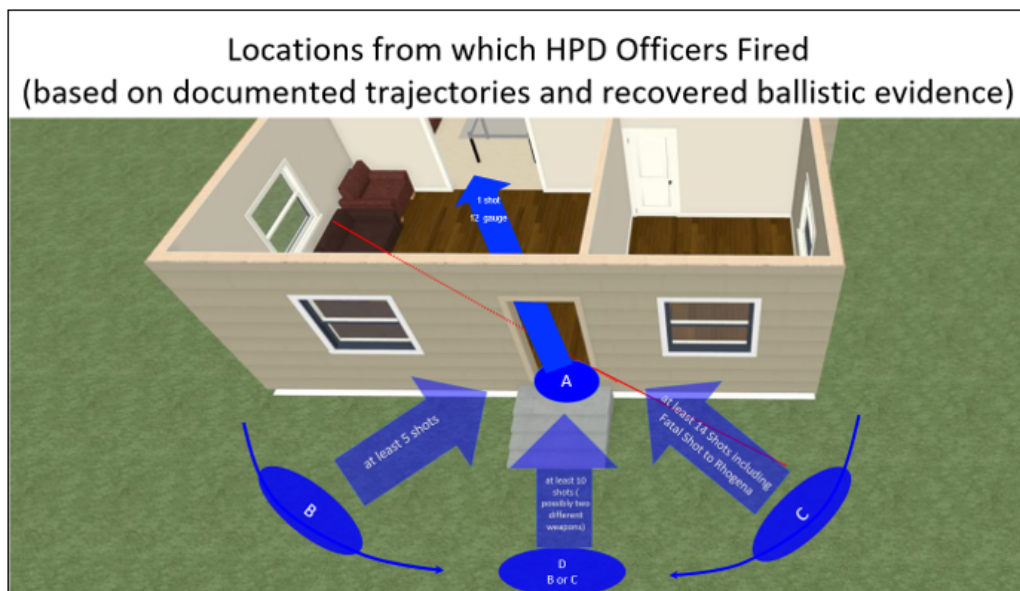 Locations from which HPD Officers Fired
(based on documented trajectories and recovered ballistic evidence)
1 shot
12 gauge
A
at least 5 shots
at least 14 Shots including
Fatal Shot to Rhogena
at least 10
shots (
possibly two
different
weapons)
B
C
D
B or C